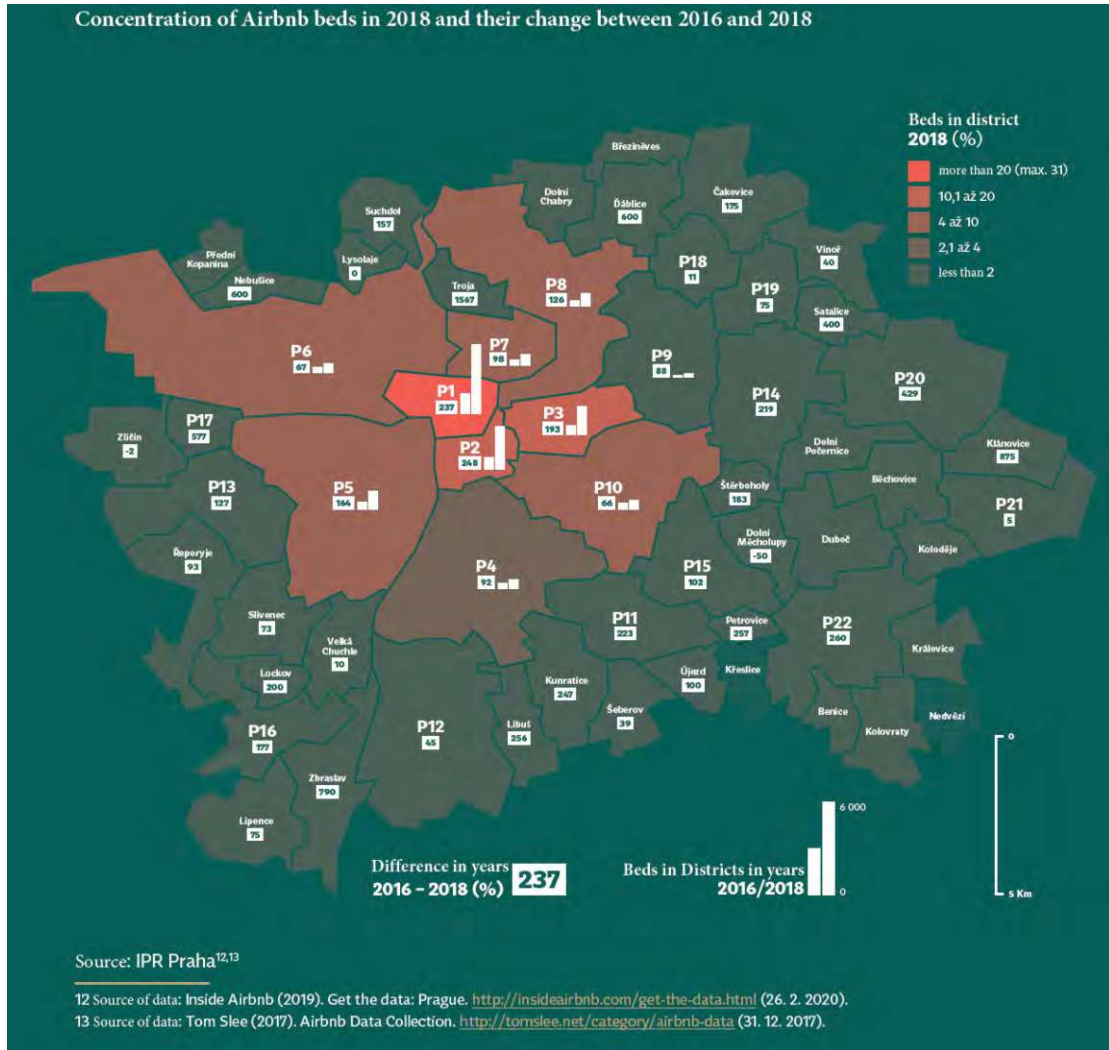 Concentration of Airbnb beds in 2018 and their change between 2016 and 2018
Beds in district
2018 (%)
more than 20 (max. 31)
10,1 až 20
4 až 10
2,1 až 4
less than 2
Březiněves
Dolní
Chabry
Ďáblice
600
Čakovice
175
Suchdol
157
Přední
Kopanina
Nebušice
600
Lysolaje
0
Troja
1567
P8
126
P18
11
P19
75
Vinoř
40
Satalice
400
P6
67
P7
98
P9
88
P1
237
P3
193
P2
248
P14
219
P20
429
P17
577
Zličín
-2
P13
127
P5
164
P10
66
Dolní
Počernice
Klánovice
875
Běchovice
Štěrboholy
183
P21
5
Dolní
Měcholupy
-50
Dubeč
Koloděje
Řeporyje
93
P4
92
P15
102
Slivenec
73
Velká
Chuchle
10
P11
223
Petrovice
257
P22
260
Královice
Lockov
200
Kunratice
247
Újerd
100
Křeslice
Šeberov
39
Benice
Nedvězí
Kolovraty
P16
177
P12
45
Libuš
256
Zbraslav
790
Lipence
75
0
5 Km
Difference in years
2016 – 2018 (%)
237
Beds in Districts in years
2016/2018
6 000
0
Source: IPR Praha12,13
12 Source of data: Inside Airbnb (2019). Get the data: Prague. http://insideairbnb.com/get-the-data.html (26. 2. 2020).
13 Source of data: Tom Slee (2017). Airbnb Data Collection. http://tomslee.net/category/airbnb-data (31. 12. 2017).